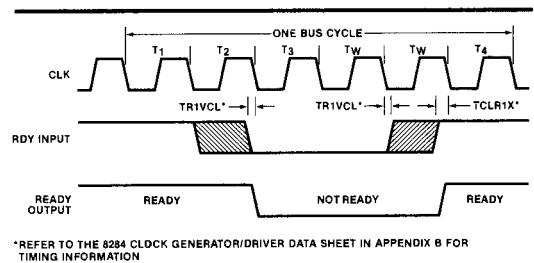 ONE BUS CYCLE
T1 T2 T3 TW TW T4
CLK
TR1VCL* TR1VCL* TCLR1X*
RDY INPUT
READY NOT READY READY
READY
OUTPUT
*REFER TO THE 8284 CLOCK GENERATOR/DRIVER DATA SHEET IN APPENDIX B FOR
TIMING INFORMATION